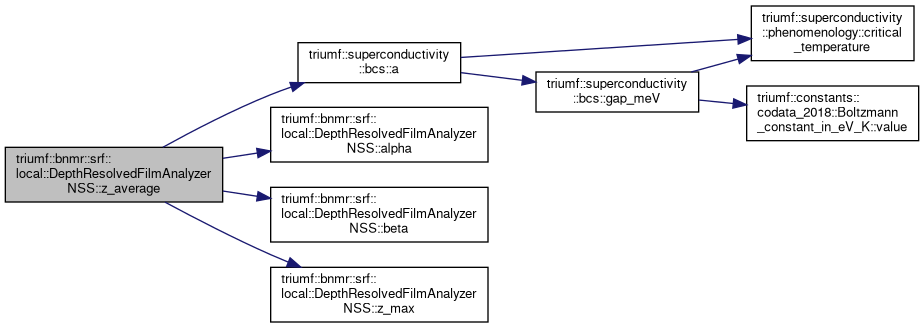 triumf::bnmr::srf::
local::DepthResolvedFilmAnalyzer
NSS::z_average
triumf::superconductivity
::bcs::a
triumf::bnmr::srf::
local::DepthResolvedFilmAnalyzer
NSS::alpha
triumf::bnmr::srf::
local::DepthResolvedFilmAnalyzer
NSS::beta
triumf::bnmr::srf::
local::DepthResolvedFilmAnalyzer
NSS::z_max
triumf::superconductivity
::bcs::gap_meV
triumf::superconductivity
::phenomenology::critical
_temperature
triumf::constants::
codata_2018::Boltzmann
_constant_in_eV_K::value